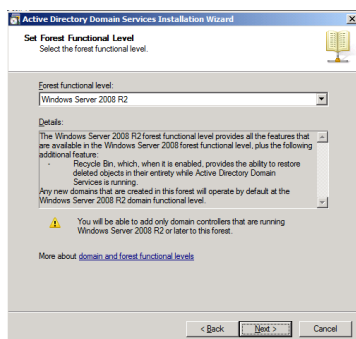 Active Directory Domain Services Installation Wizard
Set Forest Functional Level
Select the forest functional level.
Forest functional level:
Windows Server 2008 R2
Details:
The Windows Server 2008 R2 forest functional level provides all the features that
are available in the Windows Server 2008 forest functional level, plus the following
additional feature:
- Recycle Bin, which, when it is enabled, provides the ability to restore
deleted objects in their entirety while Active Directory Domain
Services is running.
Any new domains that are created in this forest will operate by default at the
Windows Server 2008 R2 domain functional level.
You will be able to add only domain controllers that are running
Windows Server 2008 R2 or later to this forest.
More about domain and forest functional levels
< Back Next > Cancel